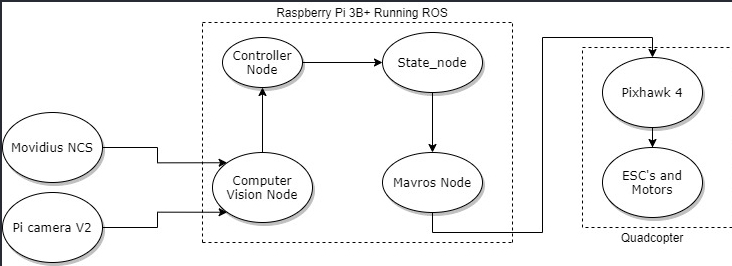 Raspberry Pi 3B+ Running ROS
Controller
Node
State_node
Pixhawk 4
Movidius NCS
Computer
Vision Node
Mavros Node
ESC's and
Motors
Pi camera V2
Quadcopter